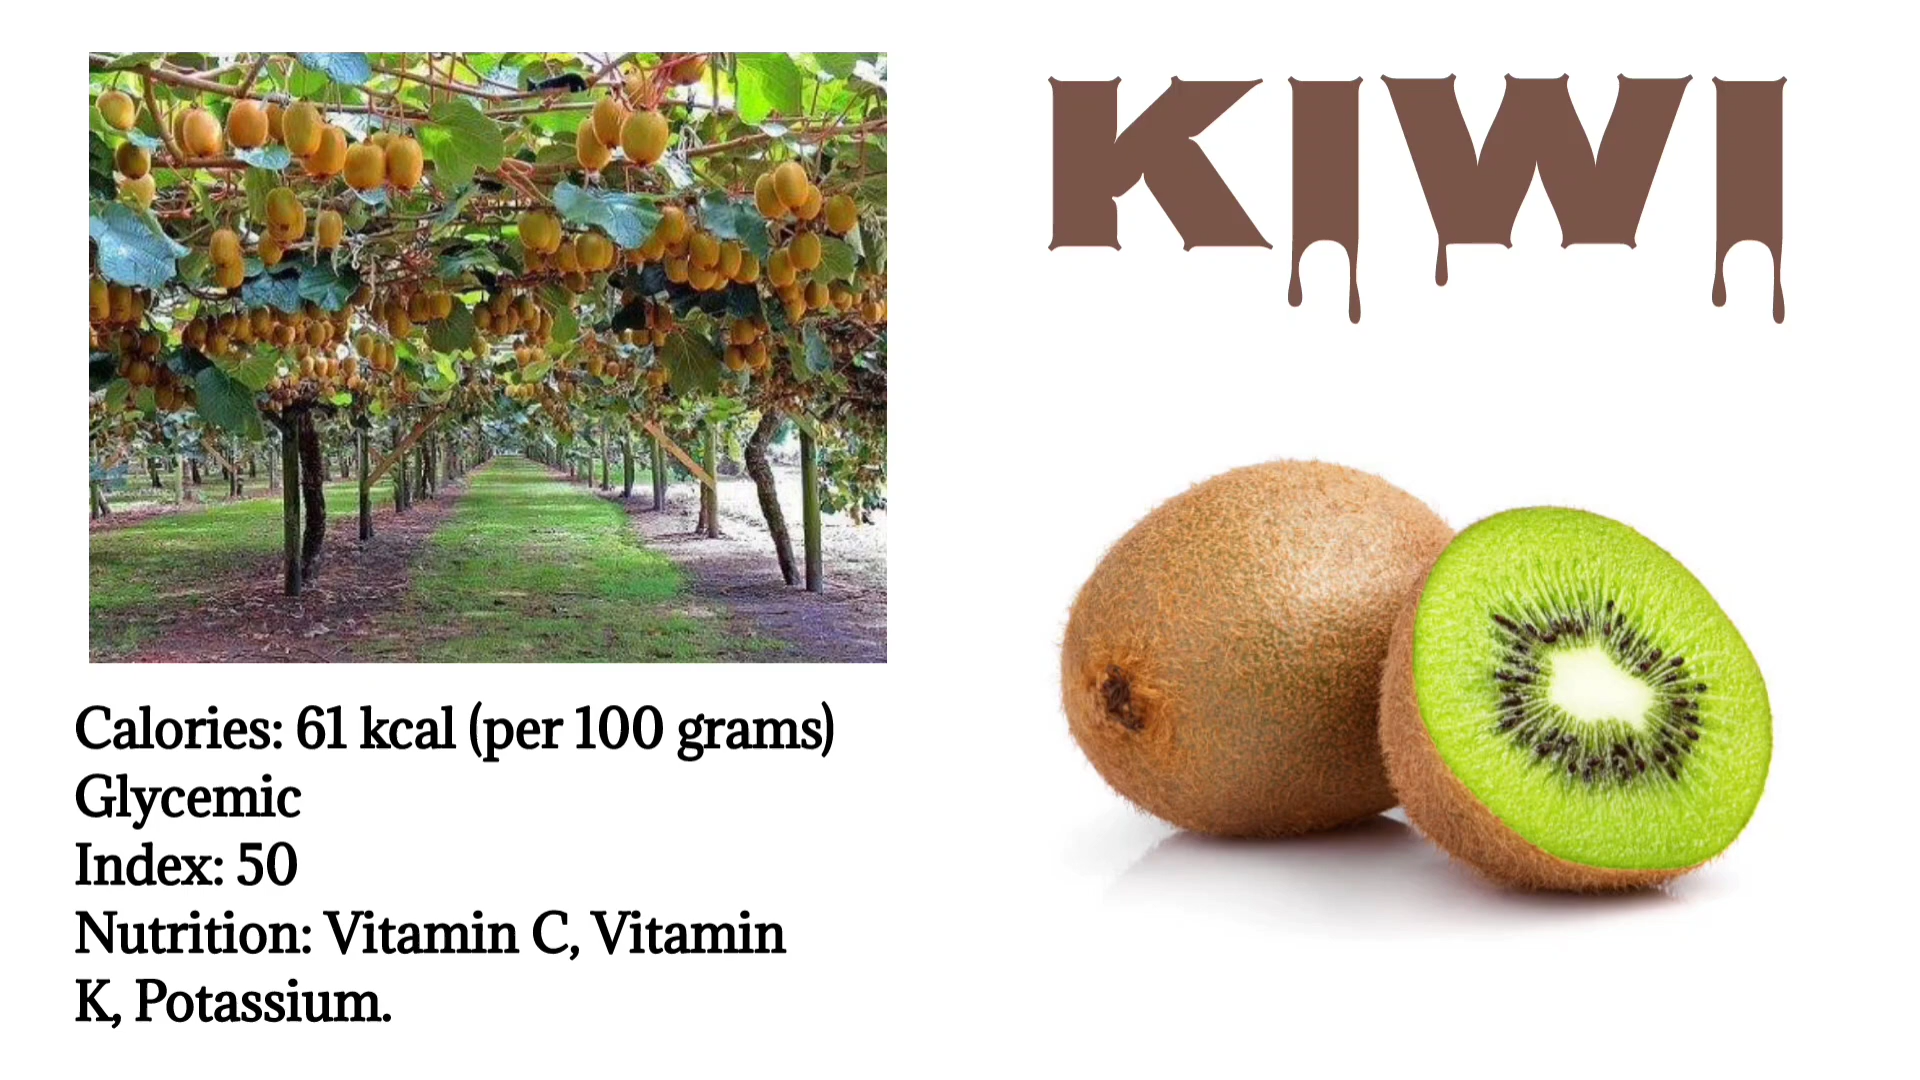 KIWI
Calories: 61 kcal (per 100 grams)
Glycemic
Index: 50
Nutrition: Vitamin C, Vitamin
K, Potassium.